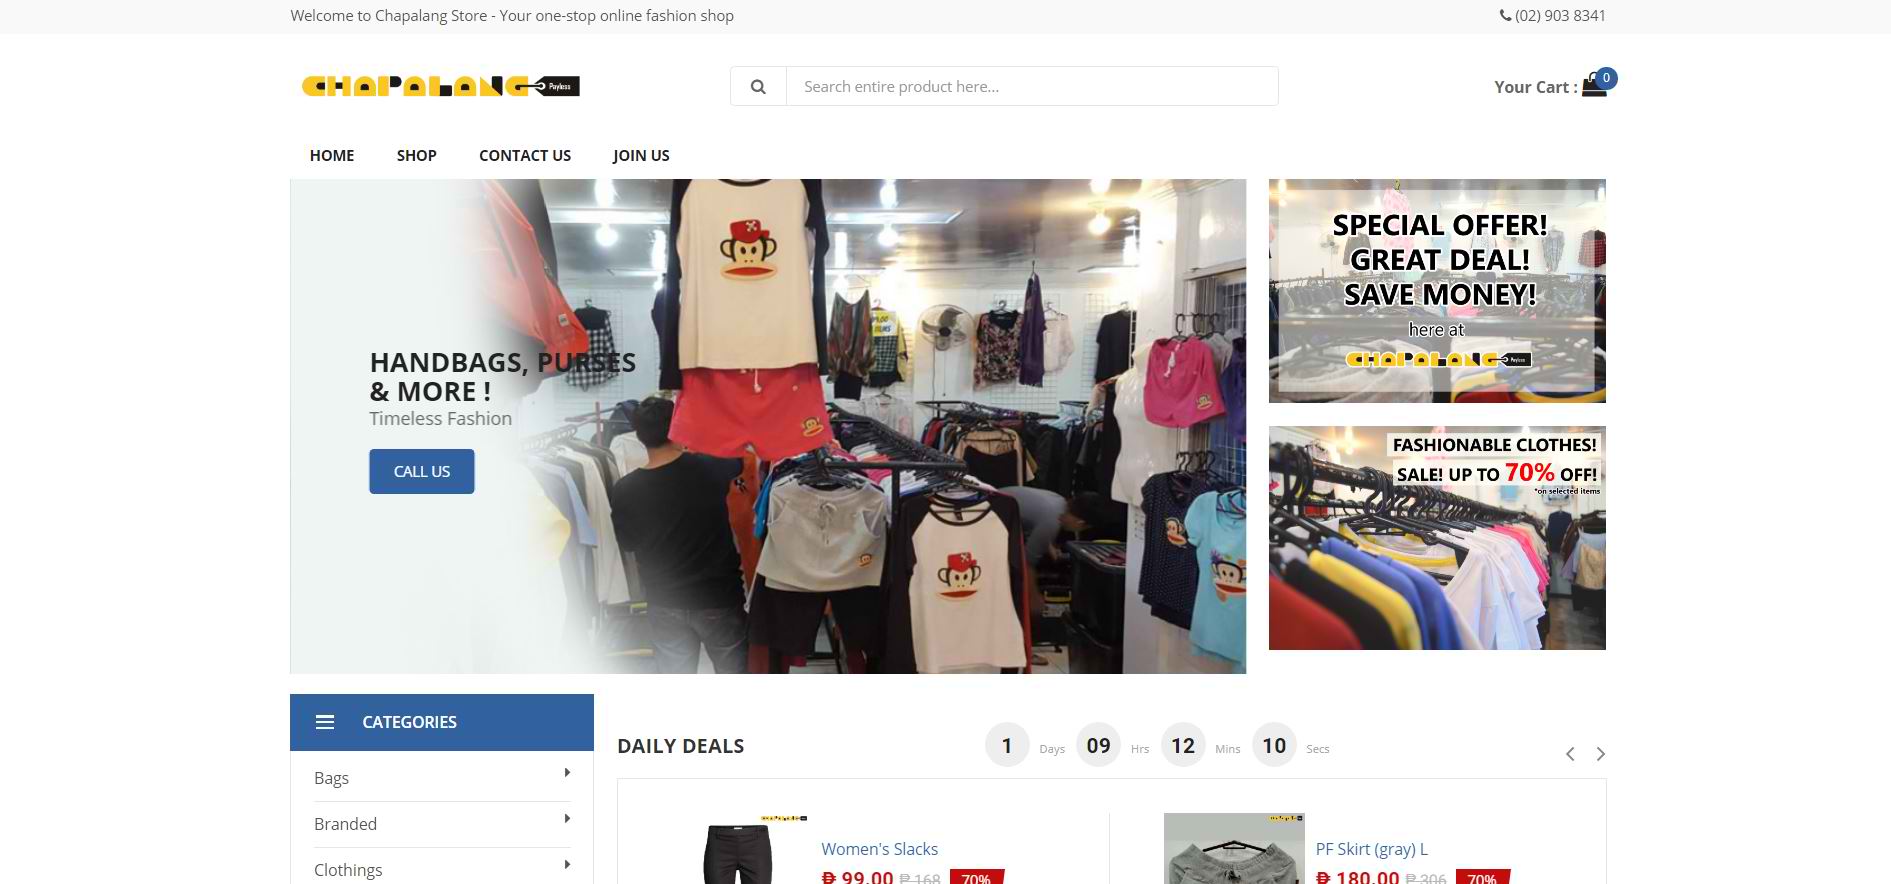 Welcome to Chapalang Store - Your one-stop online fashion shop
(02) 903 8341
CHAPALANG Payless
Search entire product here...
Your Cart : 0
HOME SHOP CONTACT US JOIN US
HANDBAGS, PURSES
& MORE !
Timeless Fashion
CALL US
SPECIAL OFFER!
GREAT DEAL!
SAVE MONEY!
here at
CHAPALANG Payless
FASHIONABLE CLOTHES!
SALE! UP TO 70% OFF!
*on selected items
CATEGORIES
Bags
Branded
Clothings
DAILY DEALS
1 Days 09 Hrs 12 Mins 10 Secs
Women's Slacks
₱ 99.00 ₱ 168 70%
PF Skirt (gray) L
₱ 180.00 ₱ 306 70%